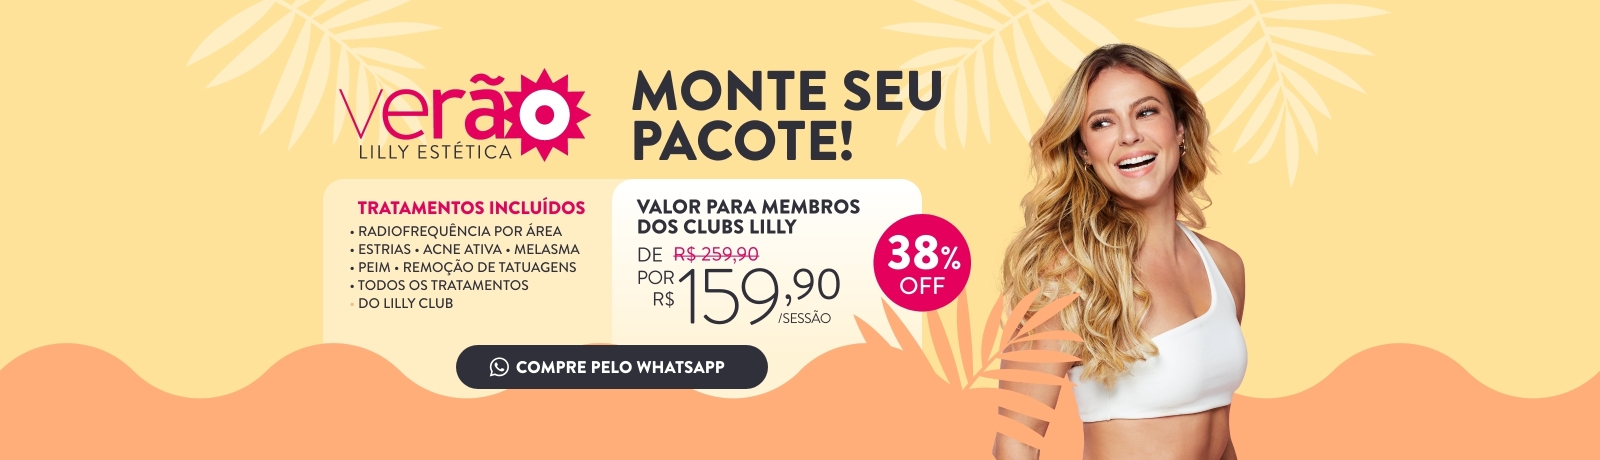 verão
LILLY ESTÉTICA
MONTE SEU
PACOTE!
TRATAMENTOS INCLUÍDOS
• RADIOFREQUÊNCIA POR ÁREA
• ESTRIAS • ACNE ATIVA • MELASMA
• PEIM • REMOÇÃO DE TATUAGENS
• TODOS OS TRATAMENTOS
• DO LILLY CLUB
VALOR PARA MEMBROS
DOS CLUBS LILLY
DE R$ 259,90
POR
R$ 159,90
/SESSÃO
38%
OFF
COMPRE PELO WHATSAPP